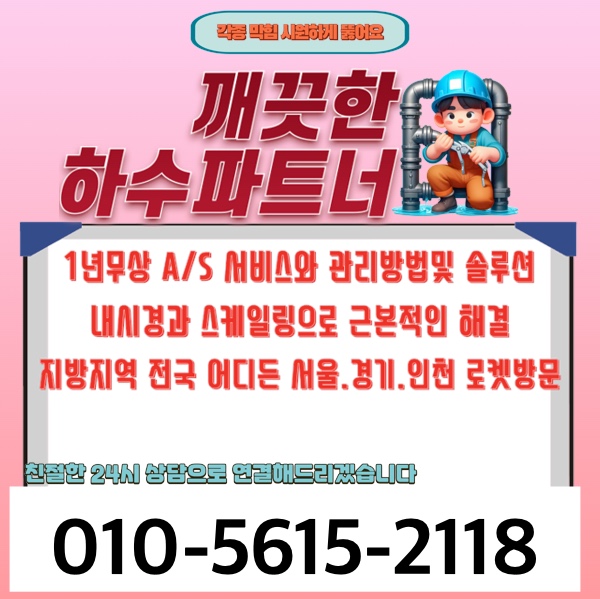 각종 막힘 시원하게 뚫어요
깨끗한
하수파트너
1년무상 A/S 서비스와 관리방법및 솔루션
내시경과 스케일링으로 근본적인 해결
지방지역 전국 어디든 서울.경기.인천 로켓방문
친절한 24시 상담으로 연결해드리겠습니다
010-5615-2118